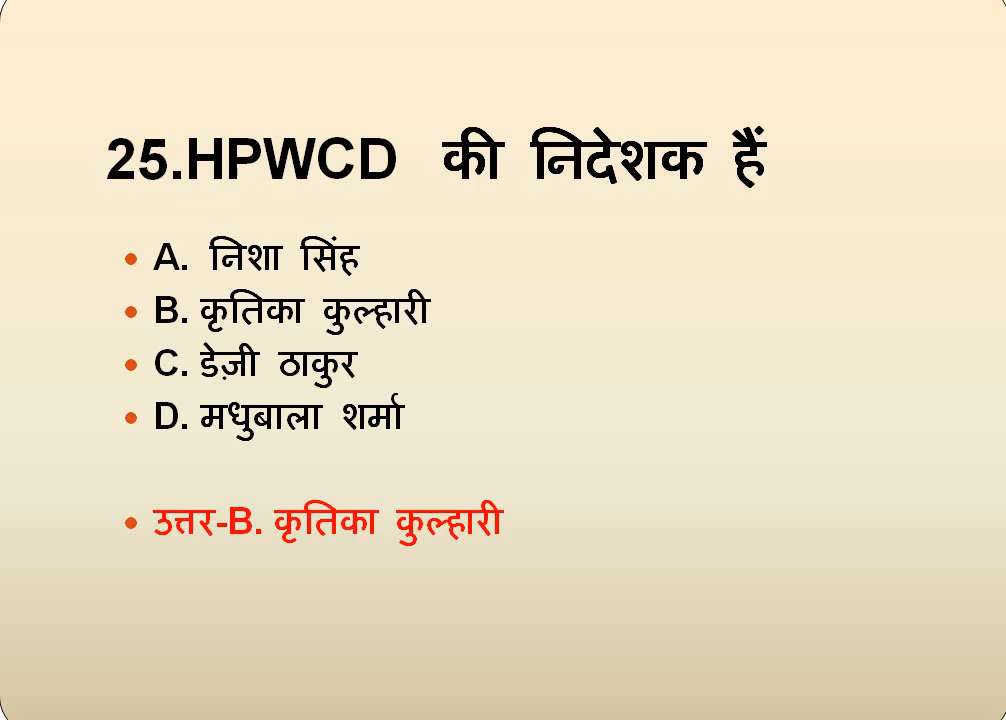 25.HPWCD की निदेशक हैं
A. निशा सिंह
B. कृतिका कुल्हारी
C. डेज़ी ठाकुर
D. मधुबाला शर्मा
उत्तर-B. कृतिका कुल्हारी